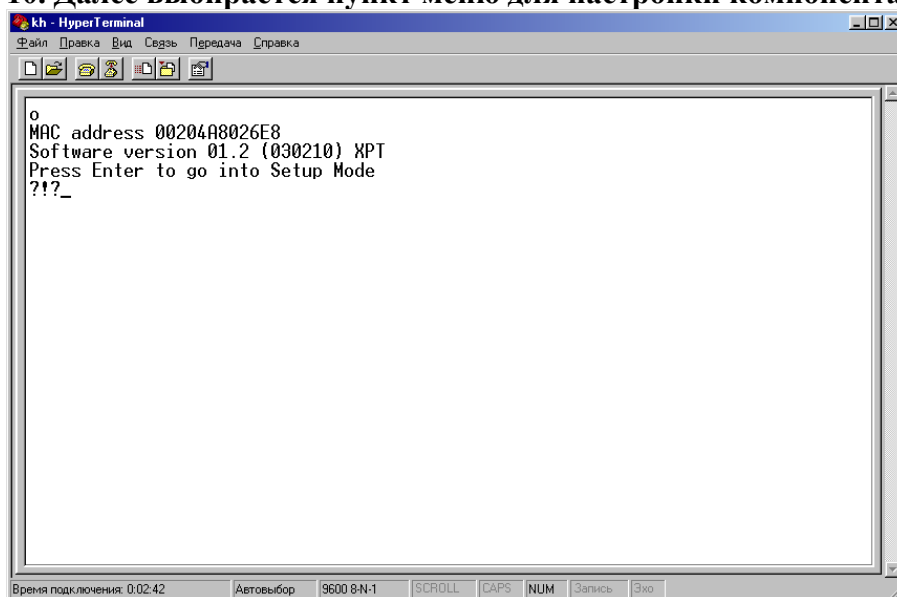 10. Далее выбирается пункт меню для настройки компонента
kh - HyperTerminal
Файл Правка Вид Связь Передача Справка
o
MAC address 00204A8026E8
Software version 01.2 (030210) XPT
Press Enter to go into Setup Mode
?!?_
Время подключения: 0:02:42 Автовыбор 9600 8-N-1 SCROLL CAPS NUM Запись Эхо